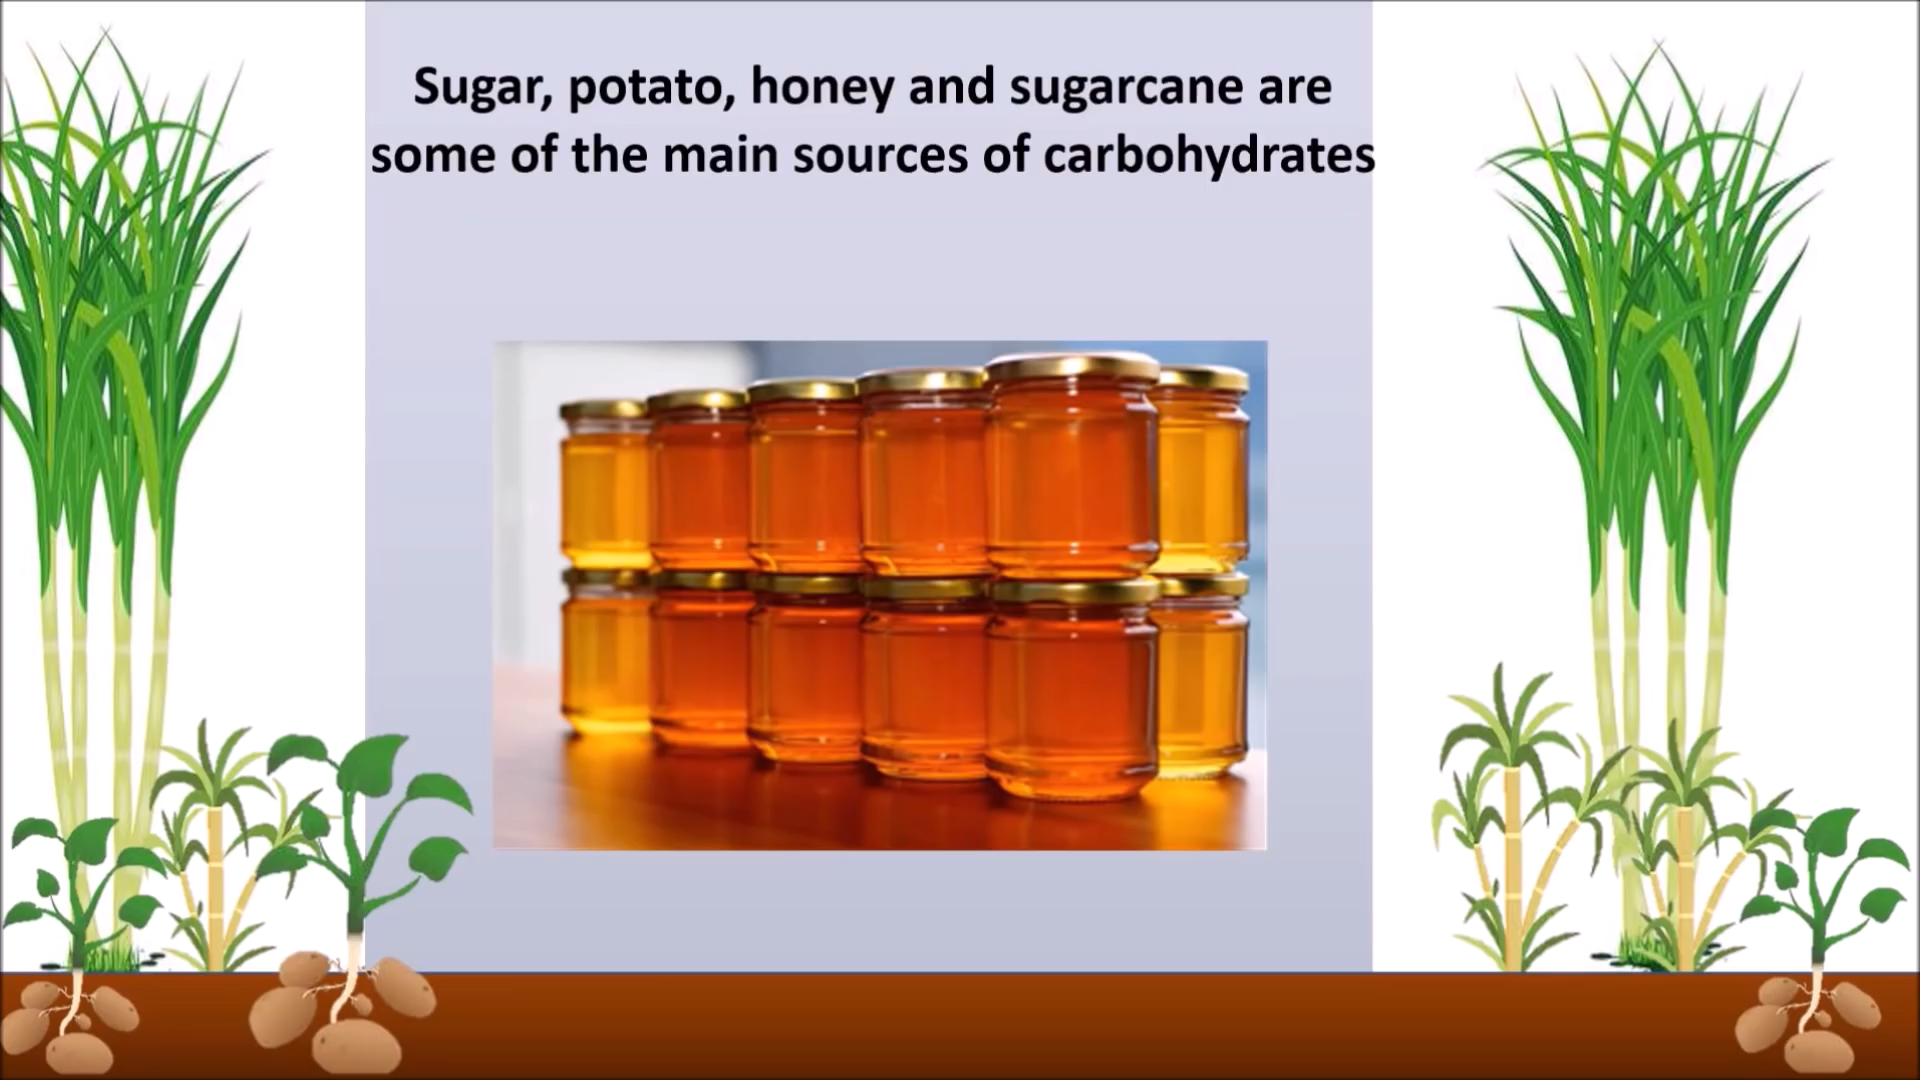 Sugar, potato, honey and sugarcane are
some of the main sources of carbohydrates